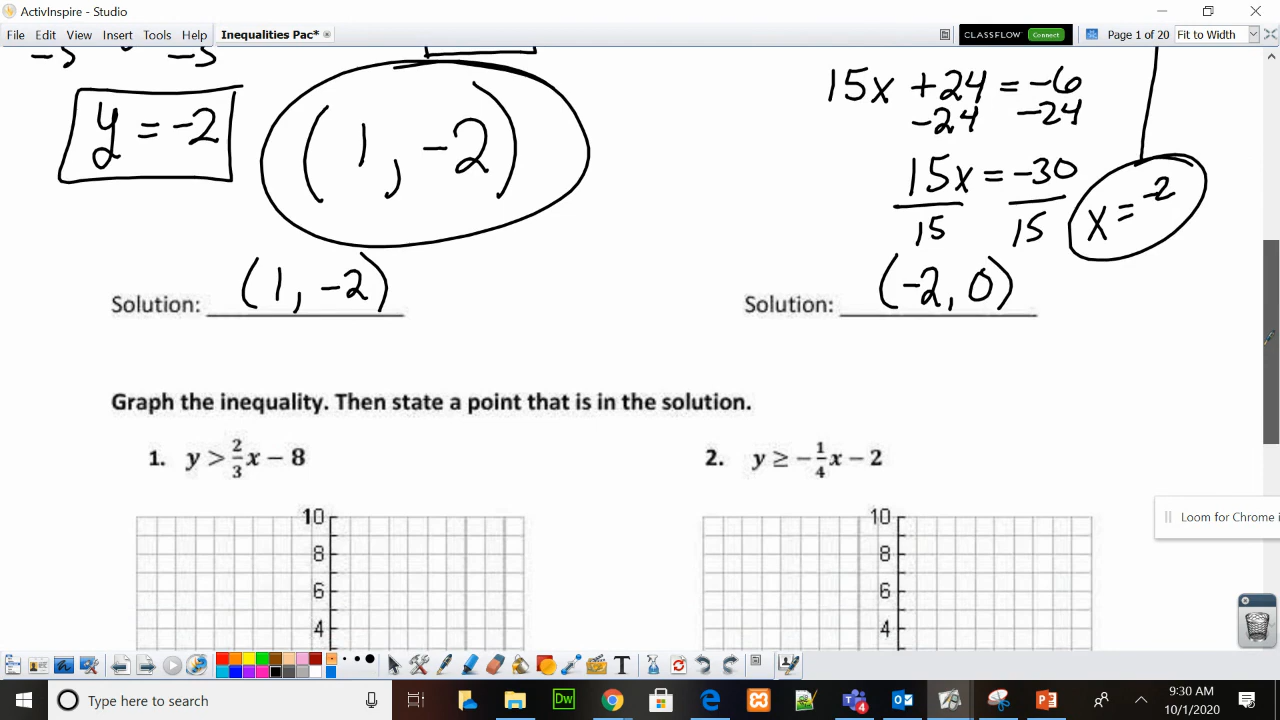 ActivInspire - Studio
File Edit View Insert Tools Help Inequalities Pac* CLASSFLOW Connect Page 1 of 20 Fit to Width
y = -2
(1, -2)
15x + 24 = -6
-24 -24
15x = -30
15 15
x = -2
Solution: (1, -2)
Solution: (-2, 0)
Graph the inequality. Then state a point that is in the solution.
1. y > 2/3 x - 8
2. y ≥ - 1/4 x - 2
10
8
6
4
10
8
6
4
Loom for Chrome i
Type here to search
9:30 AM
10/1/2020